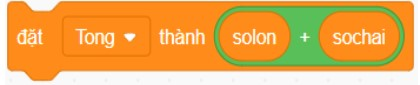 đặt Tong thành solon + sochai